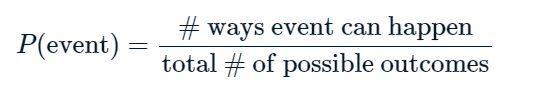 P(event) = # ways event can happen / total # of possible outcomes